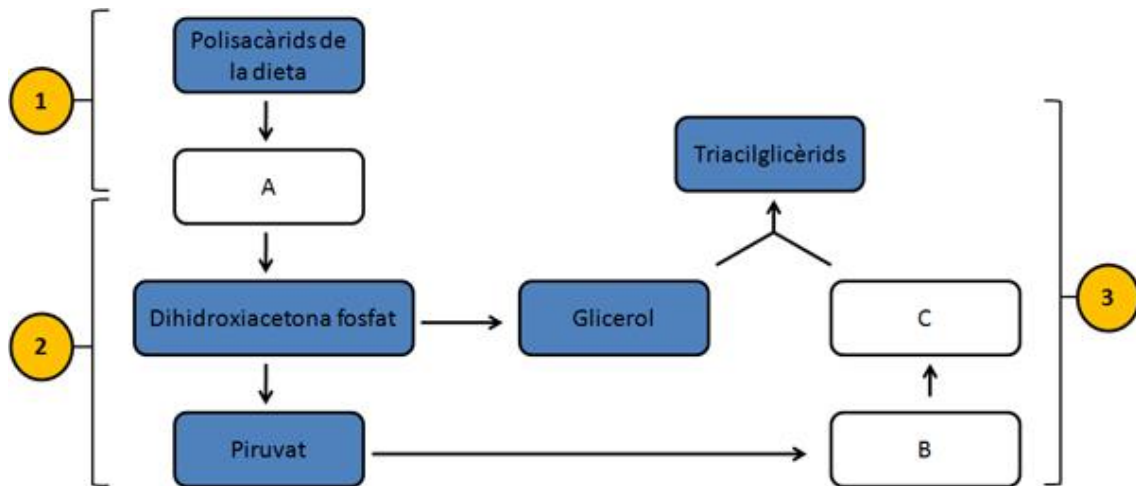 Polisacàrids de
la dieta
1
A
Triacilglicèrids
Dihidroxiacetona fosfat
Glicerol
C
3
2
Piruvat
B